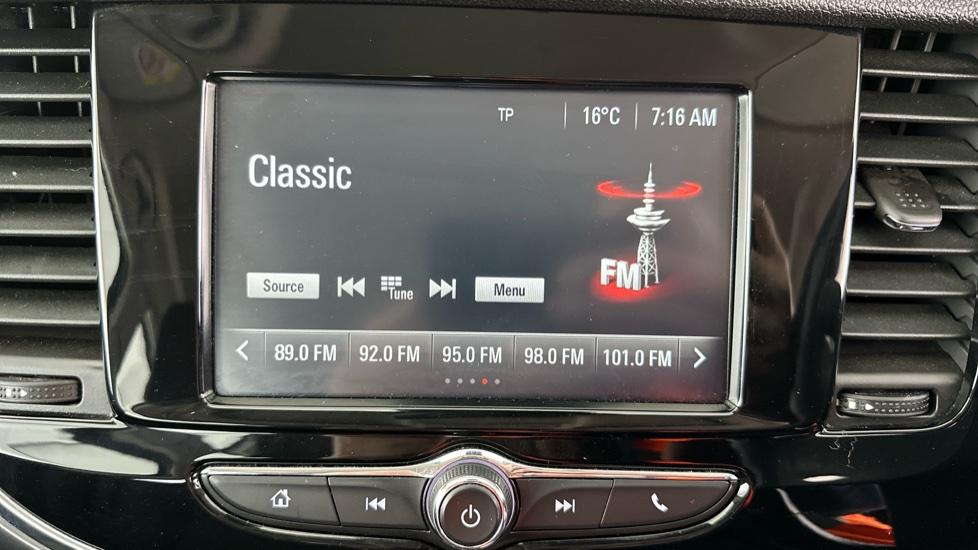 TP 16°C 7:16 AM
Classic
FM
Source Tune Menu
89.0 FM 92.0 FM 95.0 FM 98.0 FM 101.0 FM